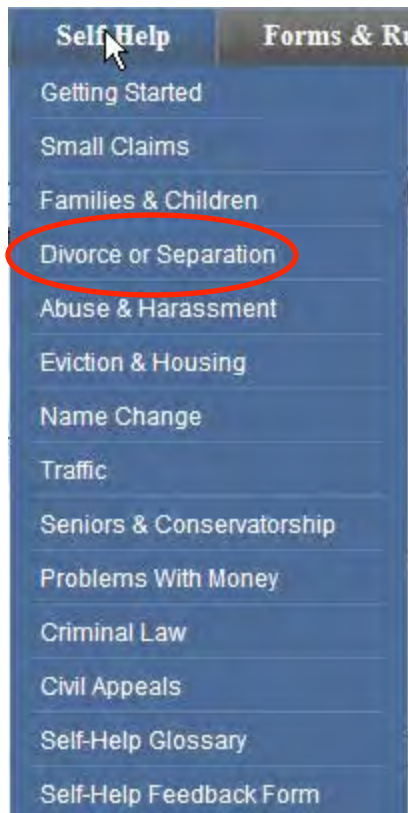 Self-Help Forms & Ru
Getting Started
Small Claims
Families & Children
Divorce or Separation
Abuse & Harassment
Eviction & Housing
Name Change
Traffic
Seniors & Conservatorship
Problems With Money
Criminal Law
Civil Appeals
Self-Help Glossary
Self-Help Feedback Form